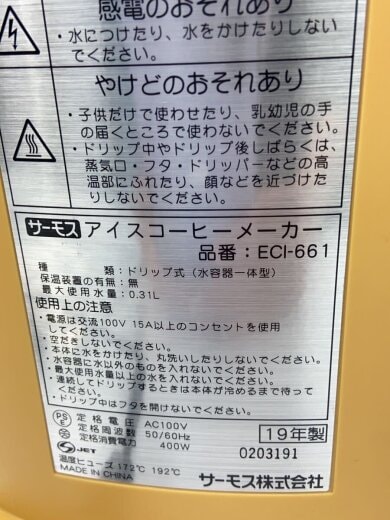 感電のおそれあり
・水につけたり、水をかけたりしない
でください。
やけどのおそれあり
・子供だけで使わせたり、乳幼児の手
の届くところで使わないでください。
・ドリップ中やドリップ後しばらくは、
蒸気口・フタ・ドリッパーなどの高
温部にふれたり、顔などを近づけた
りしないでください。
サーモス アイスコーヒーメーカー
品番:ECI-661
種類:ドリップ式(水容器一体型)
保温装置の有無:無
最大使用水量:0.31L
使用上の注意
・電源は交流100V 15A以上のコンセントを使用
してください。
・空だきしないでください。
・本体に水をかけたり、丸洗いしたりしないでください。
・水容器に水以外のものを入れないでください。
・最大使用水量以上の水を入れないでください。
・連続してドリップするときは本体が冷めるまで待って
ください。
・ドリップ中はフタを開けないでください。
PSE 定格電圧 AC100V
定格周波数 50/60Hz
定格消費電力 400W
JET
19年製
0203191
温度ヒューズ 172℃ 192℃
MADE IN CHINA
サーモス株式会社